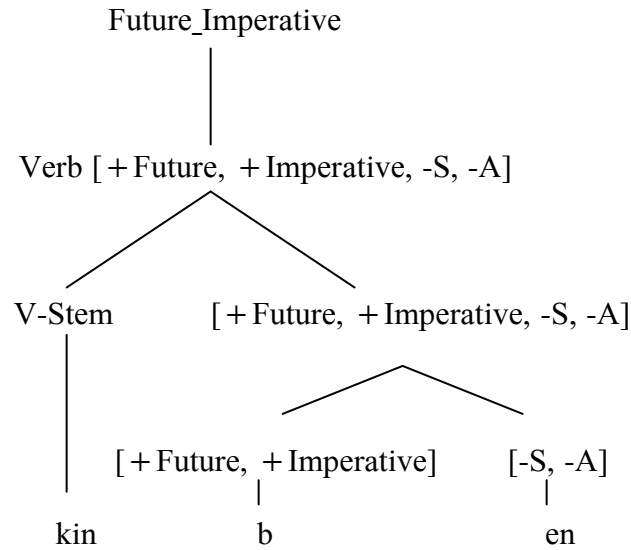 Future_Imperative
Verb [+Future, +Imperative, -S, -A]
V-Stem [+Future, +Imperative, -S, -A]
[+Future, +Imperative] [-S, -A]
kin b en